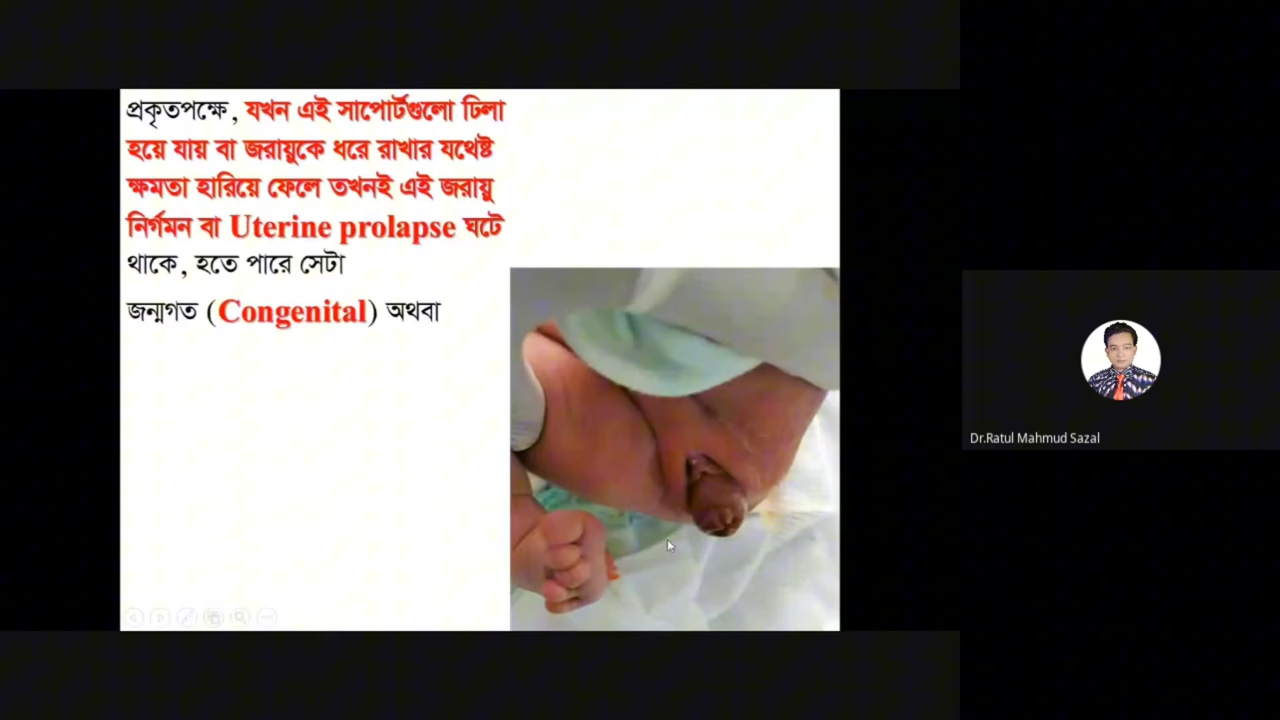 প্রকৃতপক্ষে, যখন এই সাপোর্টগুলো ঢিলা
হয়ে যায় বা জরায়ুকে ধরে রাখার যথেষ্ট
ক্ষমতা হারিয়ে ফেলে তখনই এই জরায়ু
নির্গমন বা Uterine prolapse ঘটে
থাকে, হতে পারে সেটা
জন্মগত (Congenital) অথবা
Dr.Ratul Mahmud Sazal